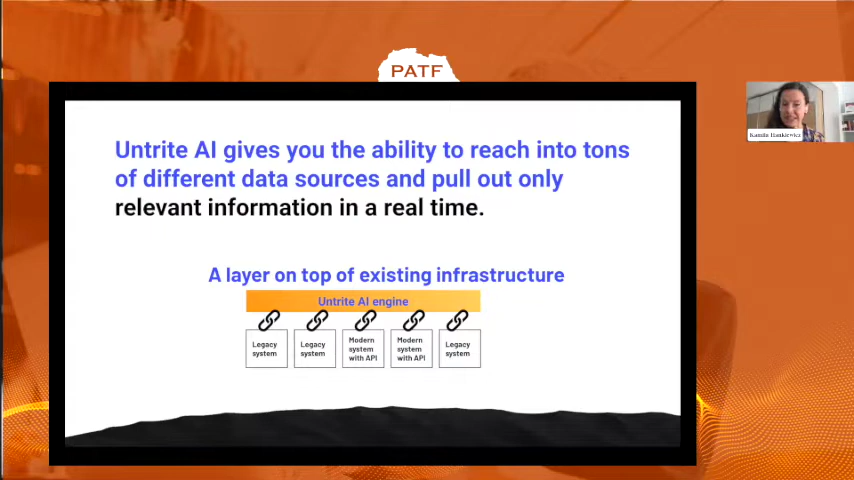 PATF
Untrite AI gives you the ability to reach into tons
of different data sources and pull out only
relevant information in a real time.
A layer on top of existing infrastructure
Untrite AI engine
Legacy
system
Legacy
system
Modern
system
with API
Modern
system
with API
Legacy
system
Kamila Hankiewicz